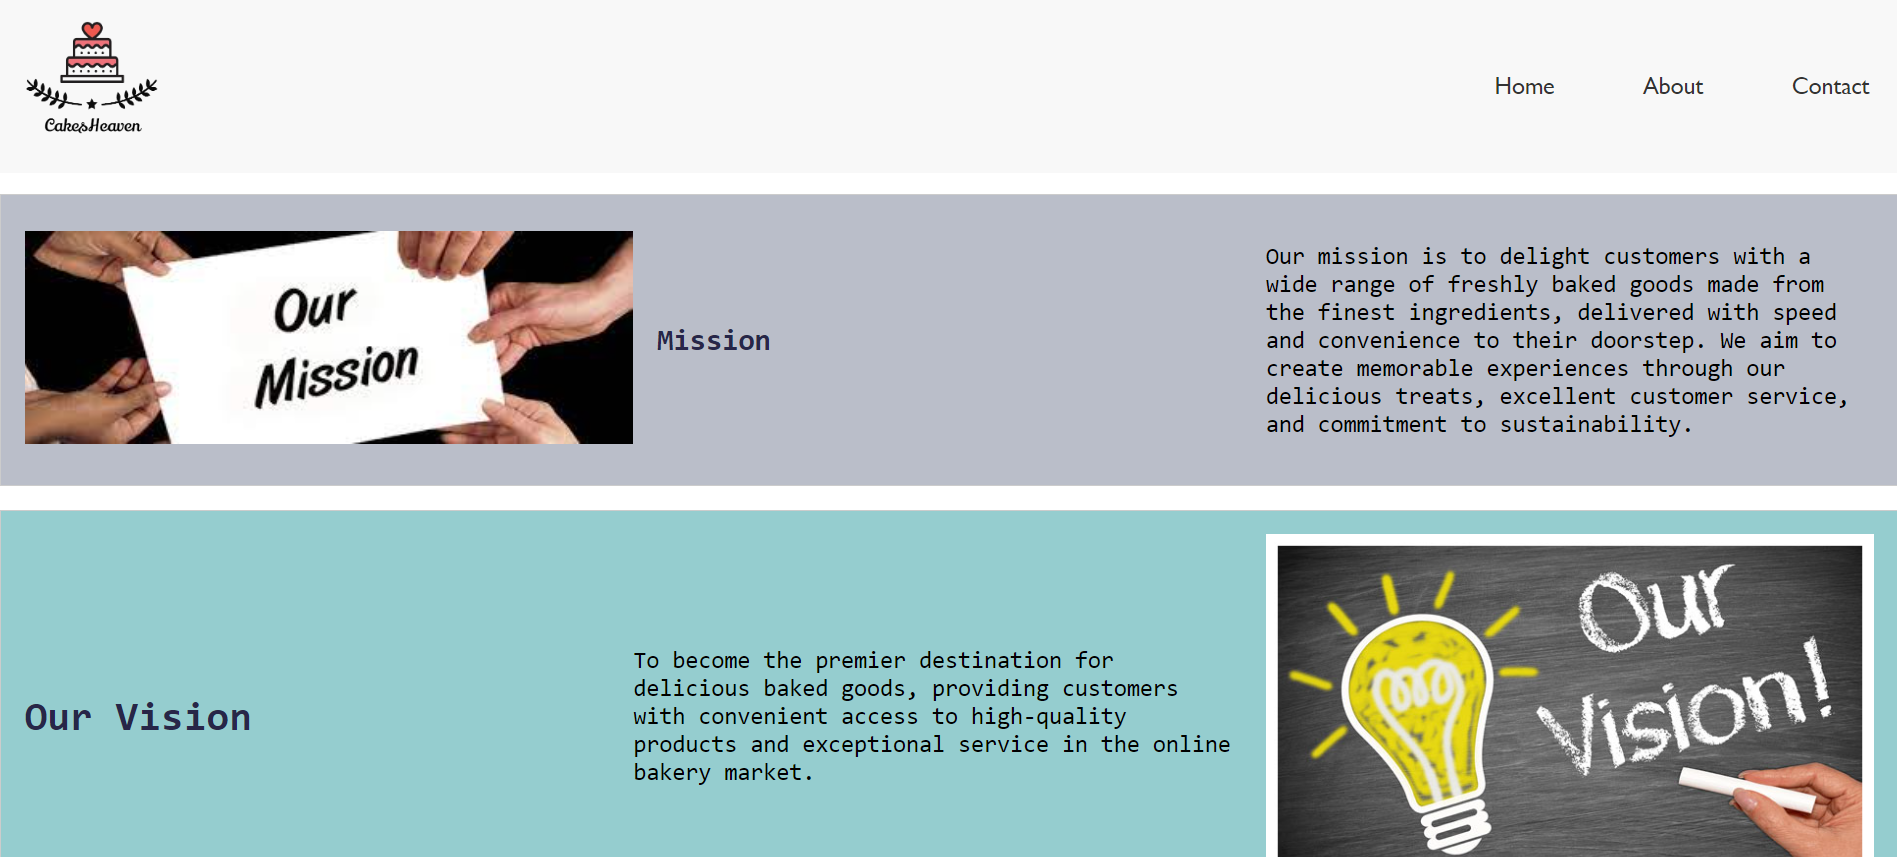 CakesHeaven
Home
About
Contact
Our
Mission
Mission
Our mission is to delight customers with a
wide range of freshly baked goods made from
the finest ingredients, delivered with speed
and convenience to their doorstep. We aim to
create memorable experiences through our
delicious treats, excellent customer service,
and commitment to sustainability.
Our Vision
To become the premier destination for
delicious baked goods, providing customers
with convenient access to high-quality
products and exceptional service in the online
bakery market.
Our
Vision!